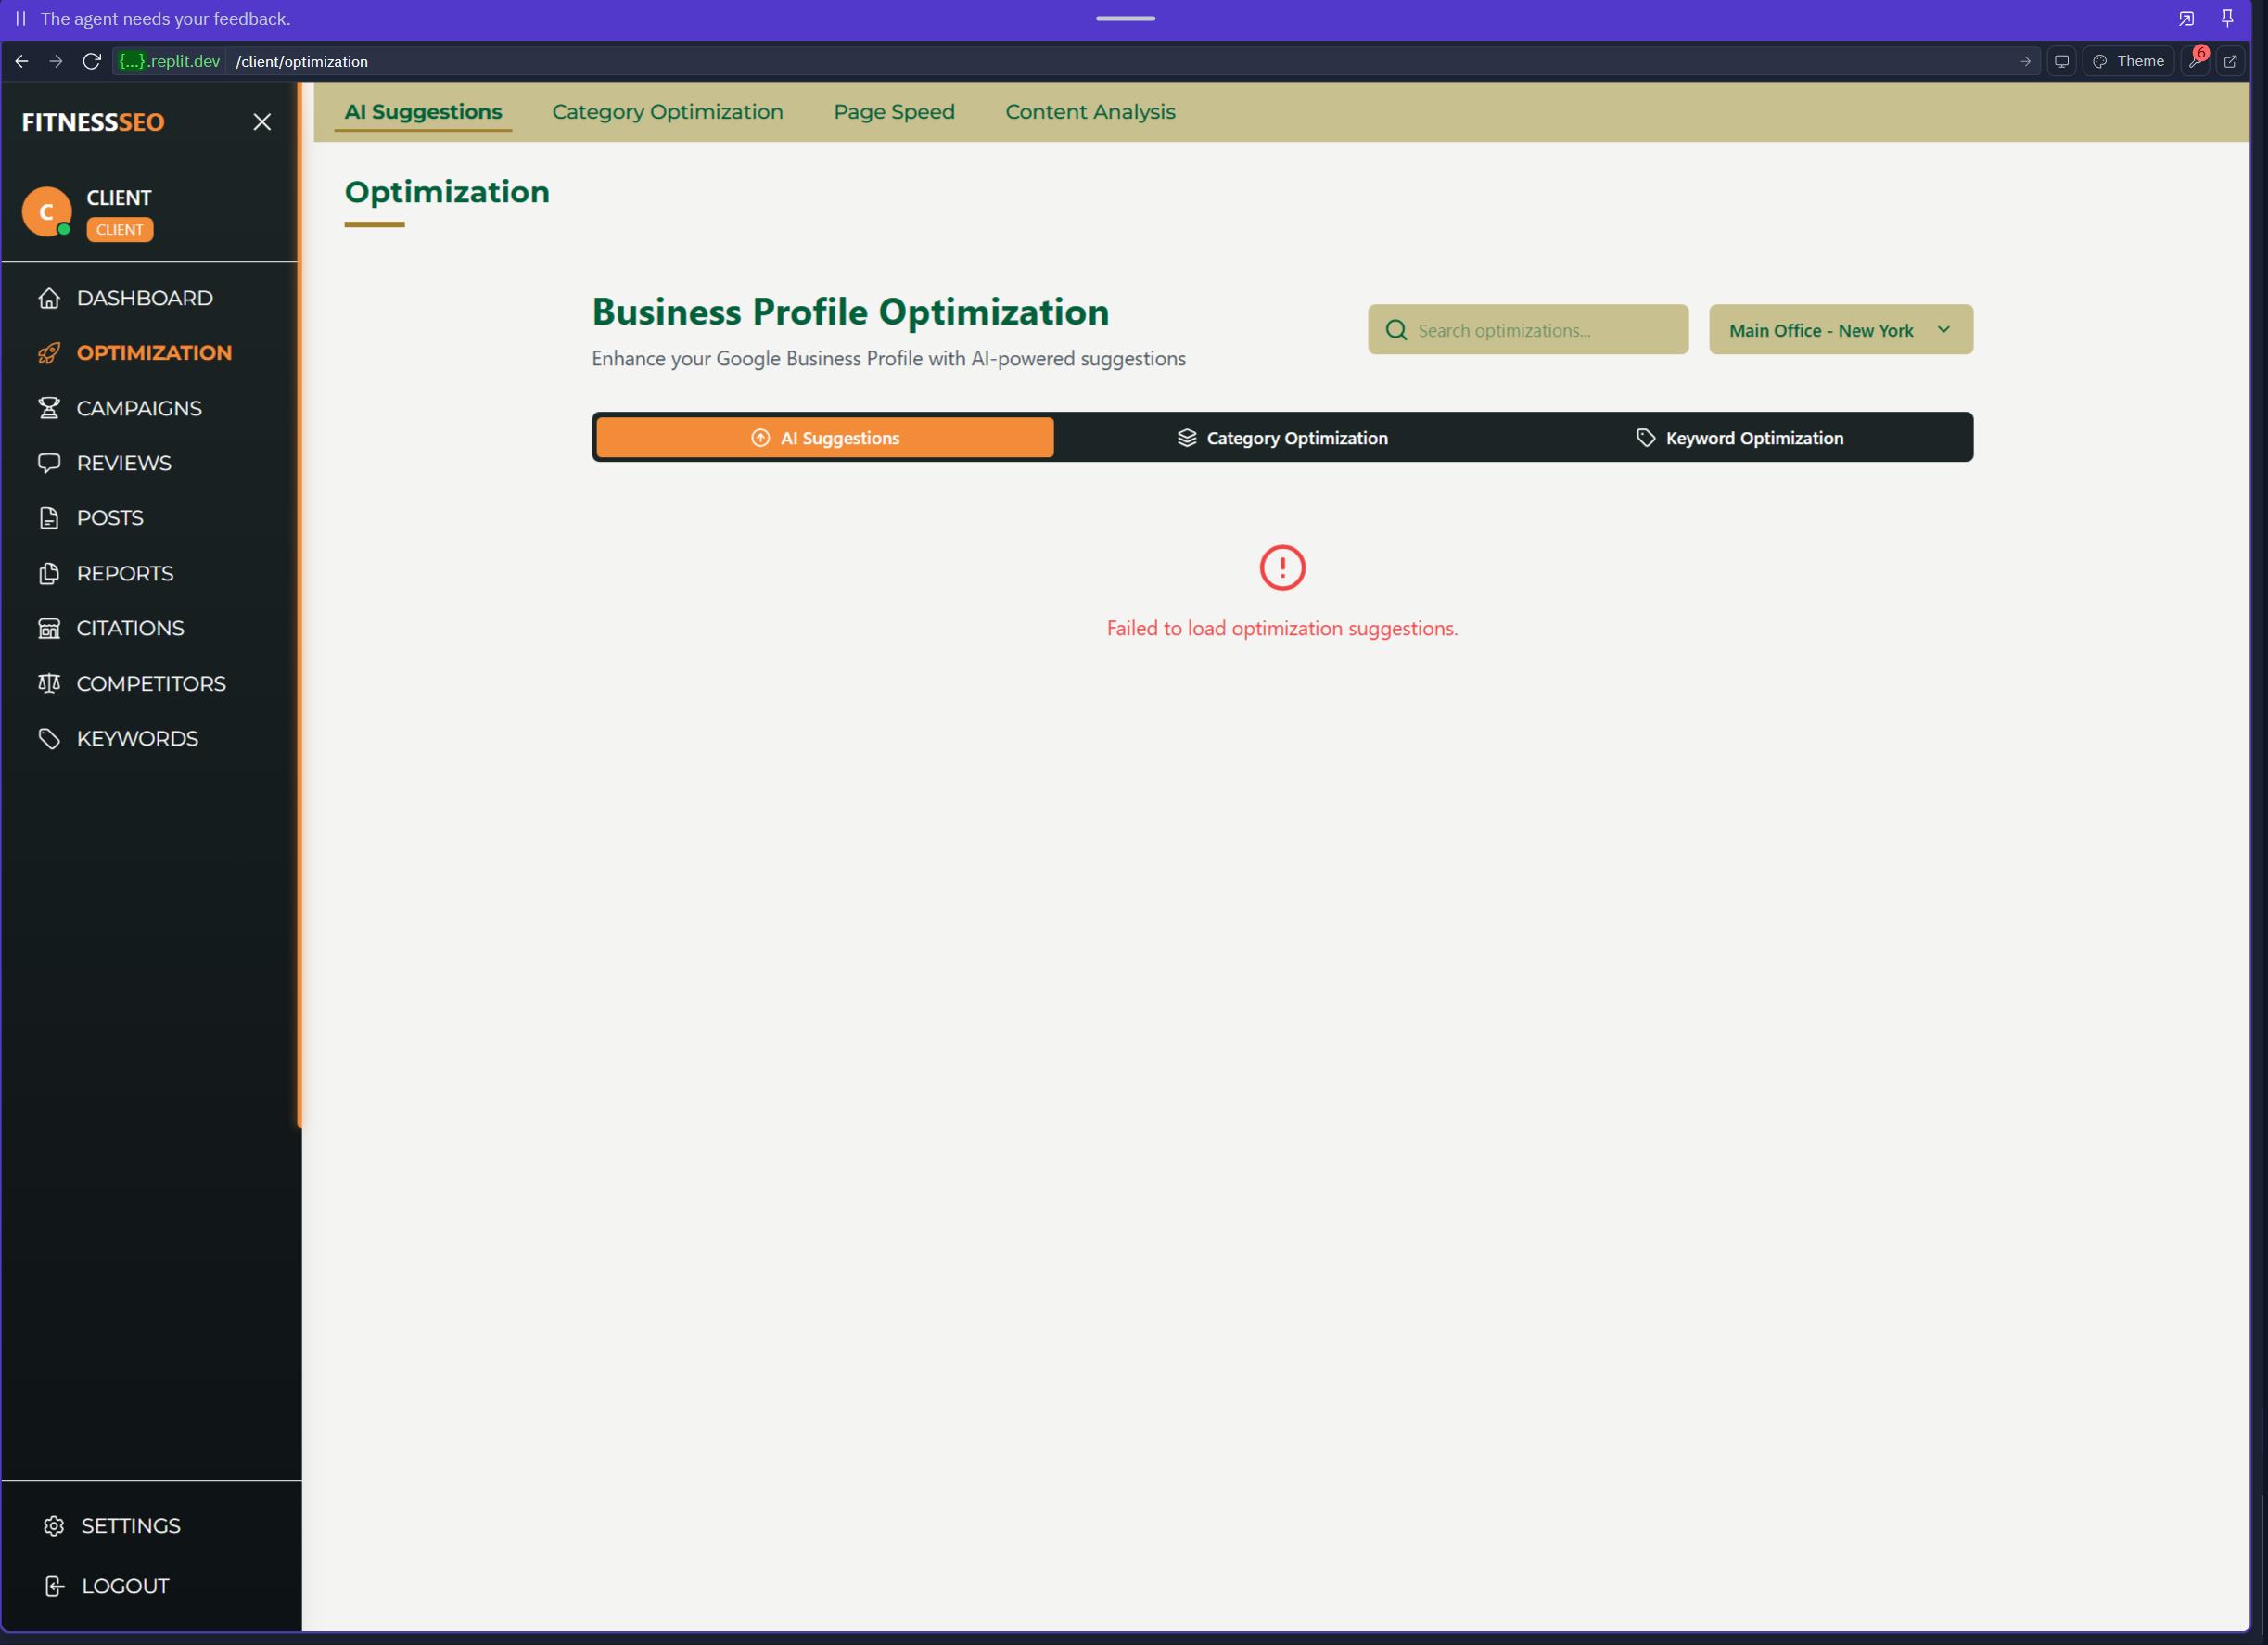 The agent needs your feedback.
{...}.replit.dev /client/optimization
Theme
6
FITNESSSEO
C
CLIENT
CLIENT
DASHBOARD
OPTIMIZATION
CAMPAIGNS
REVIEWS
POSTS
REPORTS
CITATIONS
COMPETITORS
KEYWORDS
SETTINGS
LOGOUT
AI Suggestions Category Optimization Page Speed Content Analysis
Optimization
Business Profile Optimization
Enhance your Google Business Profile with AI-powered suggestions
Search optimizations...
Main Office - New York
AI Suggestions Category Optimization Keyword Optimization
Failed to load optimization suggestions.